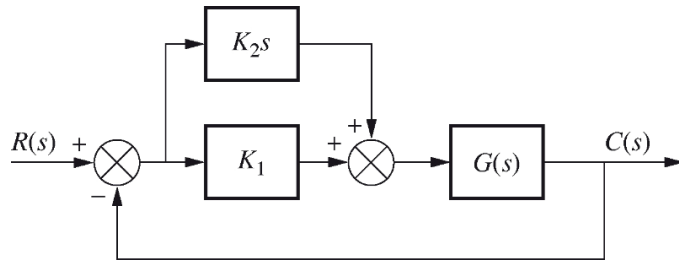 K₂s
R(s) + + + C(s)
K₁ G(s)
−